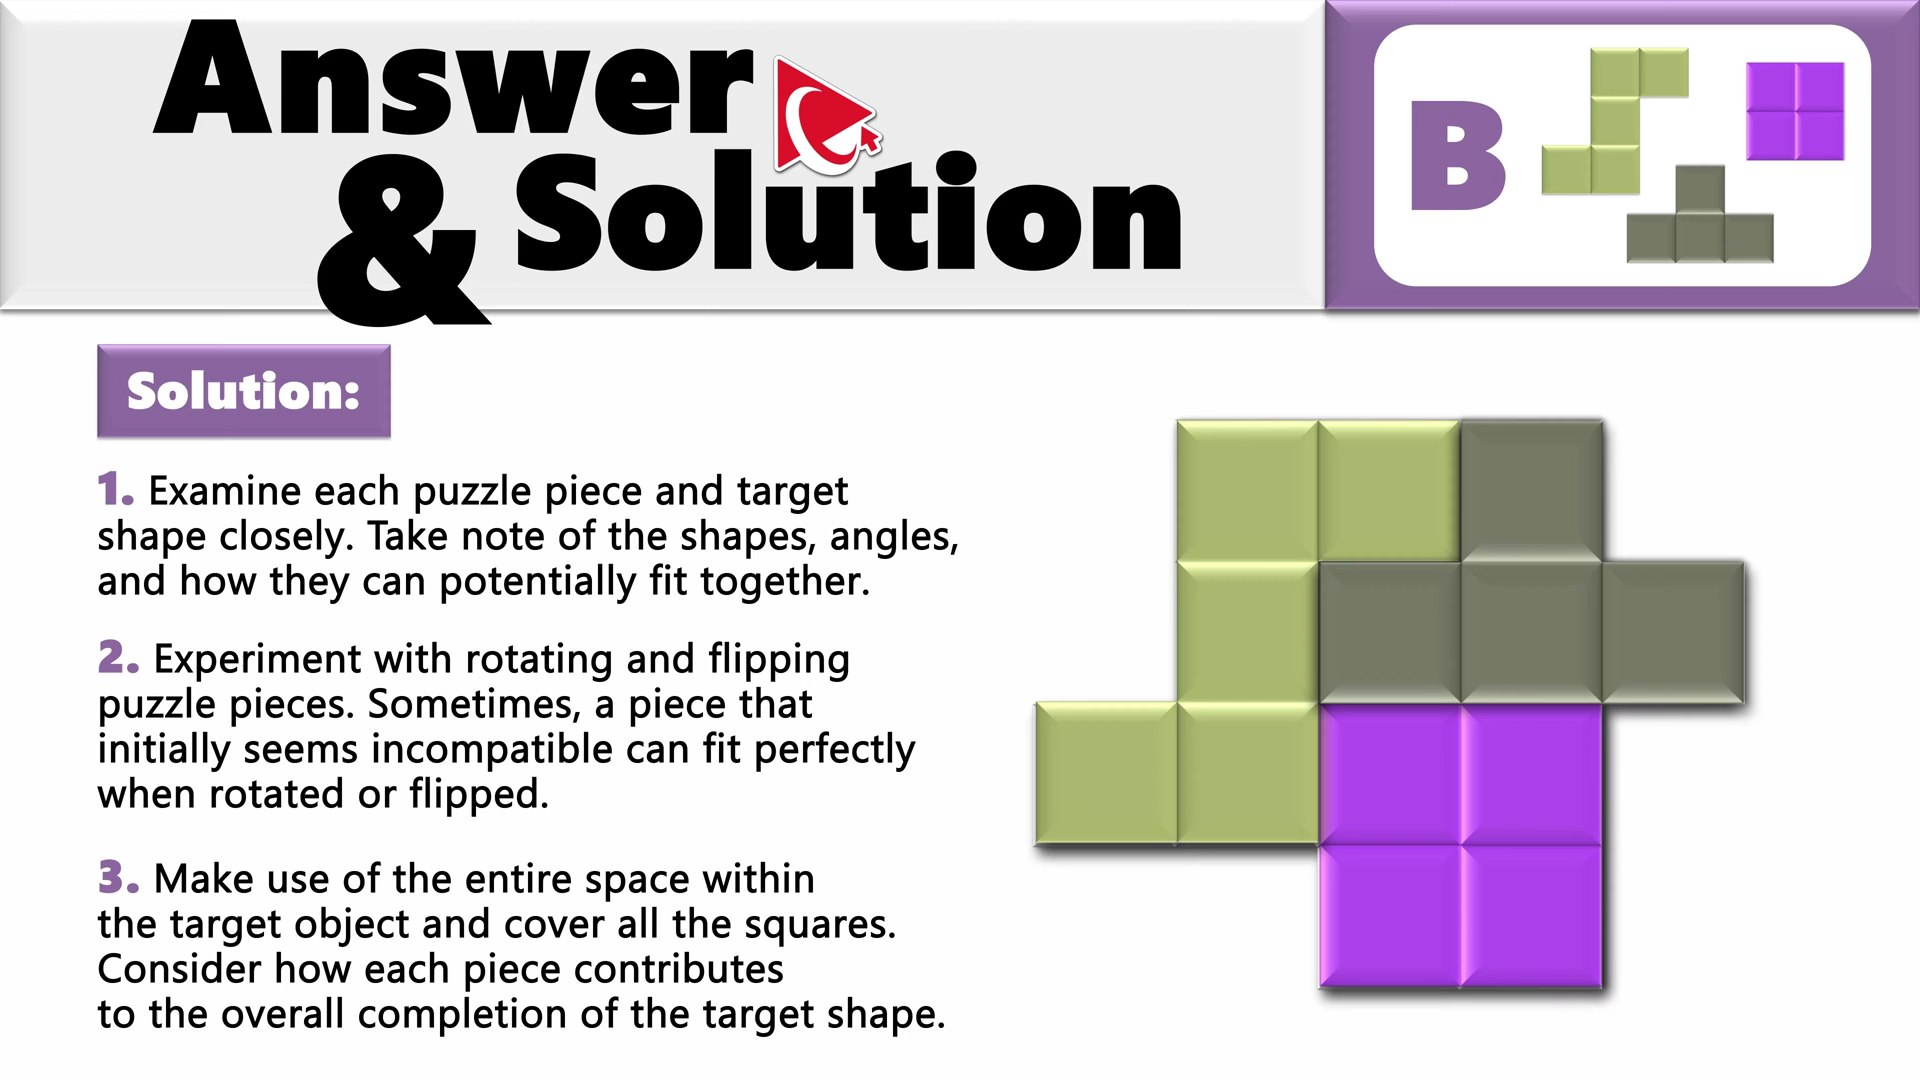 Answer
& Solution
B
Solution:
1. Examine each puzzle piece and target
shape closely. Take note of the shapes, angles,
and how they can potentially fit together.
2. Experiment with rotating and flipping
puzzle pieces. Sometimes, a piece that
initially seems incompatible can fit perfectly
when rotated or flipped.
3. Make use of the entire space within
the target object and cover all the squares.
Consider how each piece contributes
to the overall completion of the target shape.